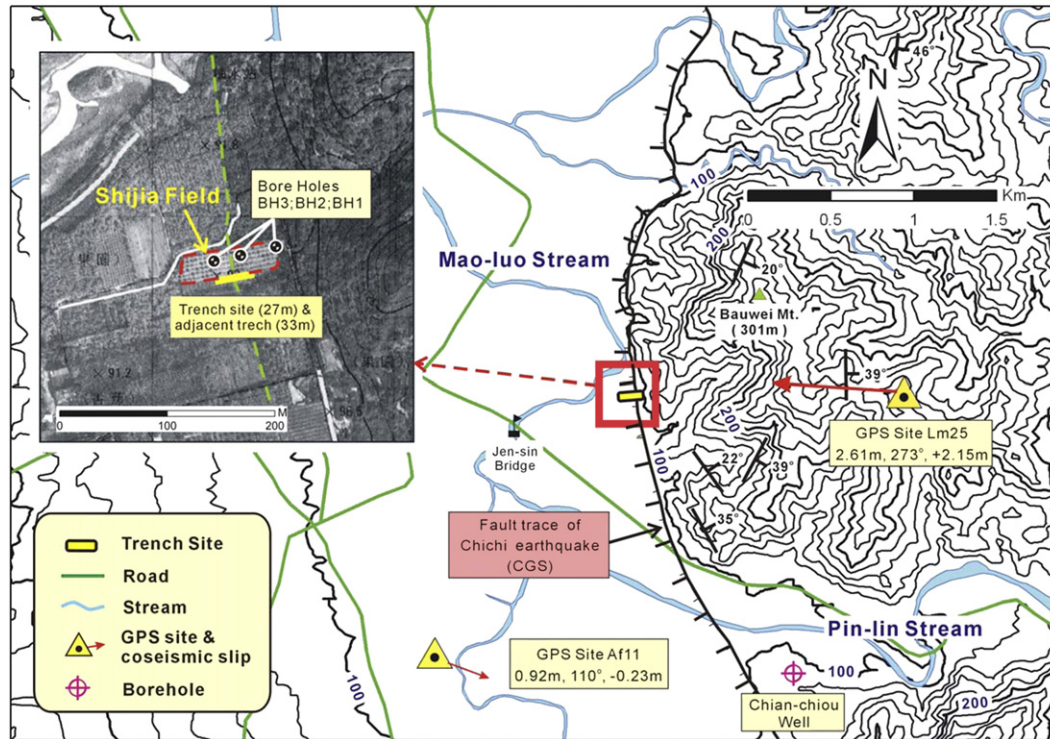 Shijia Field
Bore Holes
BH3;BH2;BH1
Trench site (27m) &
adjacent trech (33m)
× 91.2
0 100 200 M
46°
N
100
Km
0 0.5 1 1.5
200
Mao-luo Stream
20°
Bauwei Mt.
(301m)
39°
GPS Site Lm25
2.61m, 273°, +2.15m
200
Jen-sin
Bridge
100
22°
39°
35°
Fault trace of
Chichi earthquake
(CGS)
Pin-lin Stream
GPS Site Af11
0.92m, 110°, -0.23m
100
Chian-chiou
Well
200
100
Trench Site
Road
Stream
GPS site &
coseismic slip
Borehole